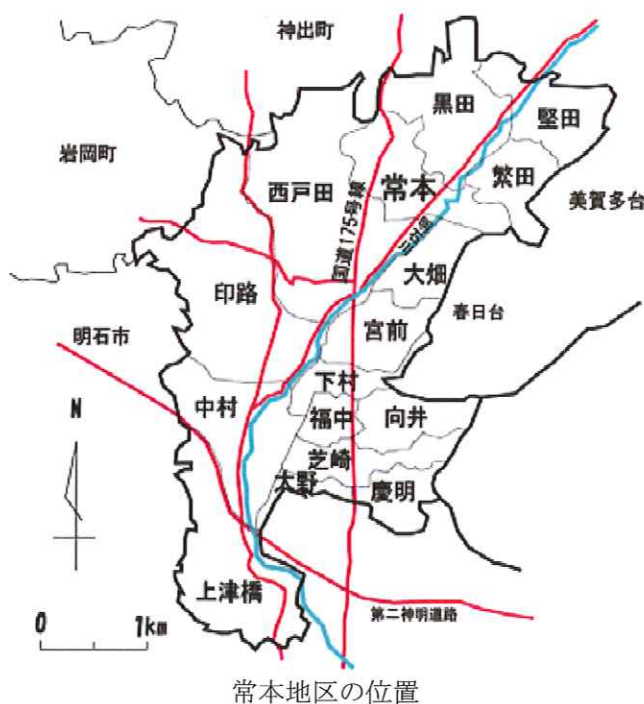 神出町
黒田
堅田
岩岡町
西戸田
常本
繁田
美賀多台
国道175号線
大畑
印路
春日台
宮前
明石市
下村
中村
福中
向井
N
芝崎
大野
慶明
上津橋
0 1km
第二神明道路
常本地区の位置